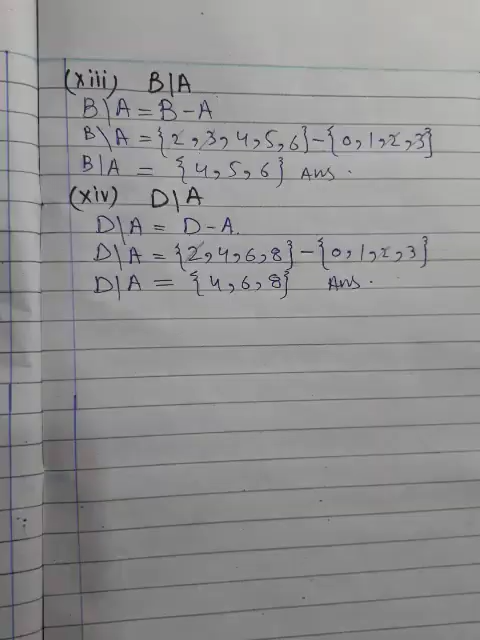 (xiii) B|A
B\A = B - A
B\A = {2, 3, 4, 5, 6} - {0, 1, 2, 3}
B|A = {4, 5, 6} Ans.
(xiv) D|A
D|A = D - A.
D|A = {2, 4, 6, 8} - {0, 1, 2, 3}
D|A = {4, 6, 8} Ans.